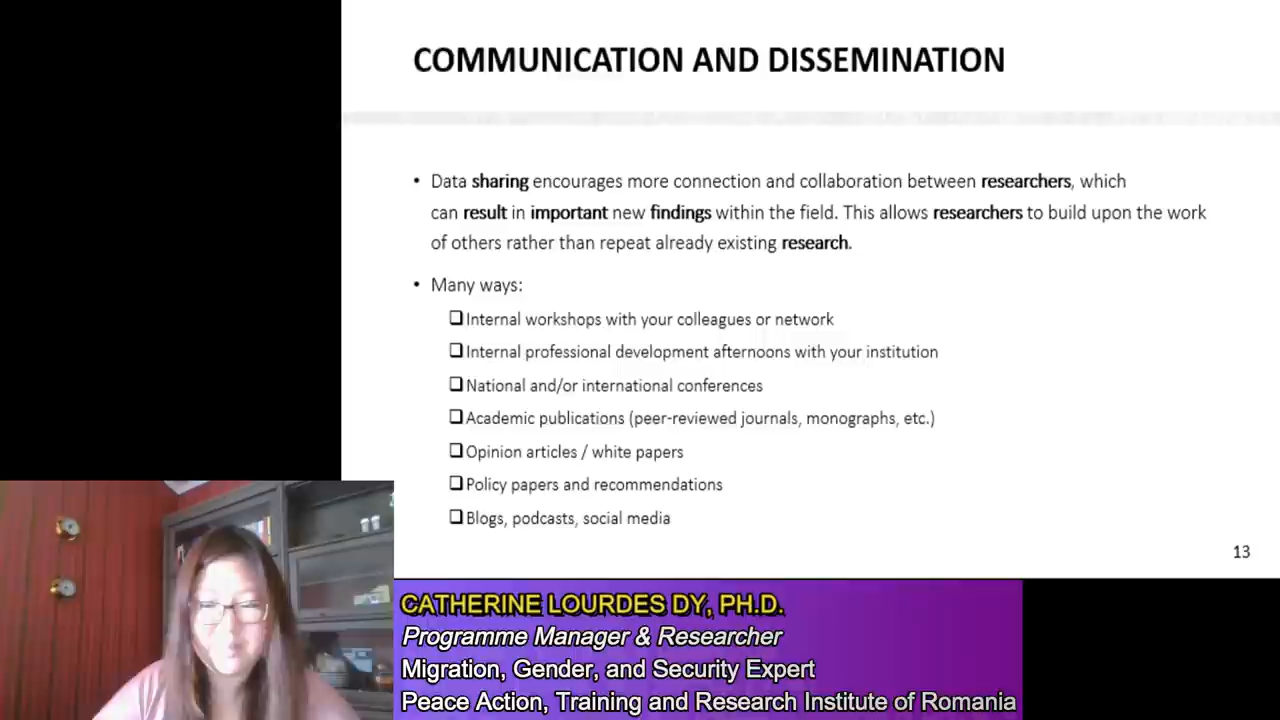 COMMUNICATION AND DISSEMINATION
• Data sharing encourages more connection and collaboration between researchers, which
can result in important new findings within the field. This allows researchers to build upon the work
of others rather than repeat already existing research.
• Many ways:
❑Internal workshops with your colleagues or network
❑Internal professional development afternoons with your institution
❑National and/or international conferences
❑Academic publications (peer-reviewed journals, monographs, etc.)
❑Opinion articles / white papers
❑Policy papers and recommendations
❑Blogs, podcasts, social media
13
CATHERINE LOURDES DY, PH.D.
Programme Manager & Researcher
Migration, Gender, and Security Expert
Peace Action, Training and Research Institute of Romania